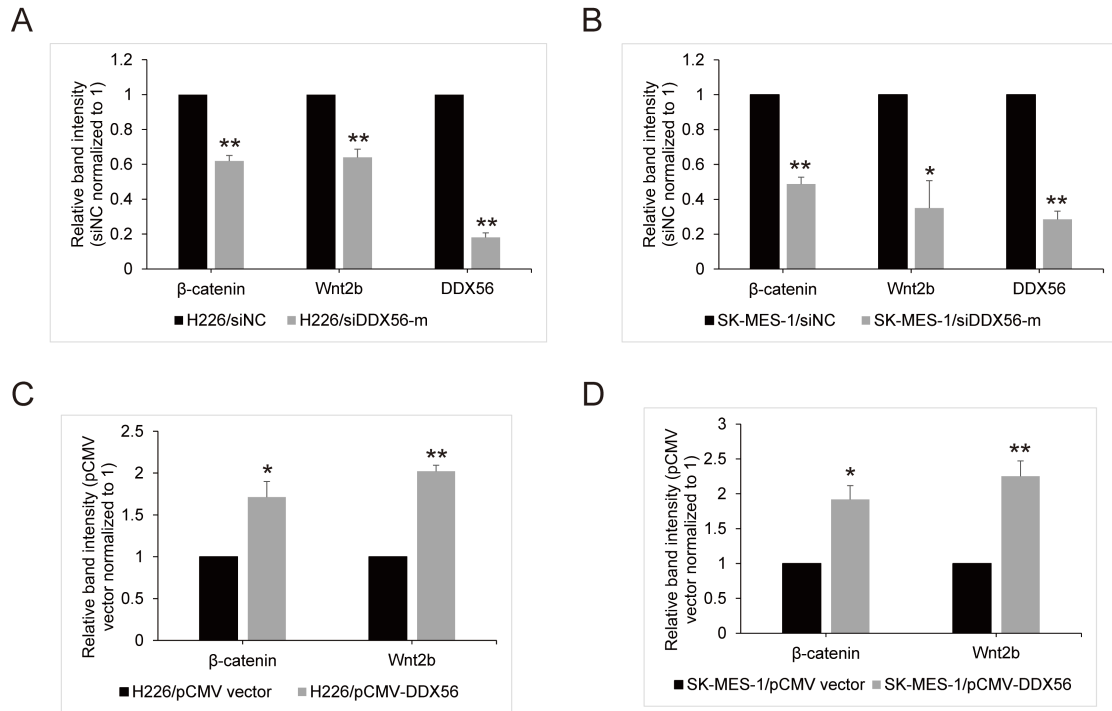 A
Relative band intensity
(siNC normalized to 1)
1.2
1
0.8
0.6
0.4
0.2
0
**
**
**
β-catenin Wnt2b DDX56
H226/siNC H226/siDDX56-m
B
Relative band intensity
(siNC normalized to 1)
1.2
1
0.8
0.6
0.4
0.2
0
**
*
**
β-catenin Wnt2b DDX56
SK-MES-1/siNC SK-MES-1/siDDX56-m
C
Relative band intensity (pCMV
vector normalized to 1)
2.5
2
1.5
1
0.5
0
*
**
β-catenin Wnt2b
H226/pCMV vector H226/pCMV-DDX56
D
Relative band intensity (pCMV
vector normalized to 1)
3
2.5
2
1.5
1
0.5
0
*
**
β-catenin Wnt2b
SK-MES-1/pCMV vector SK-MES-1/pCMV-DDX56